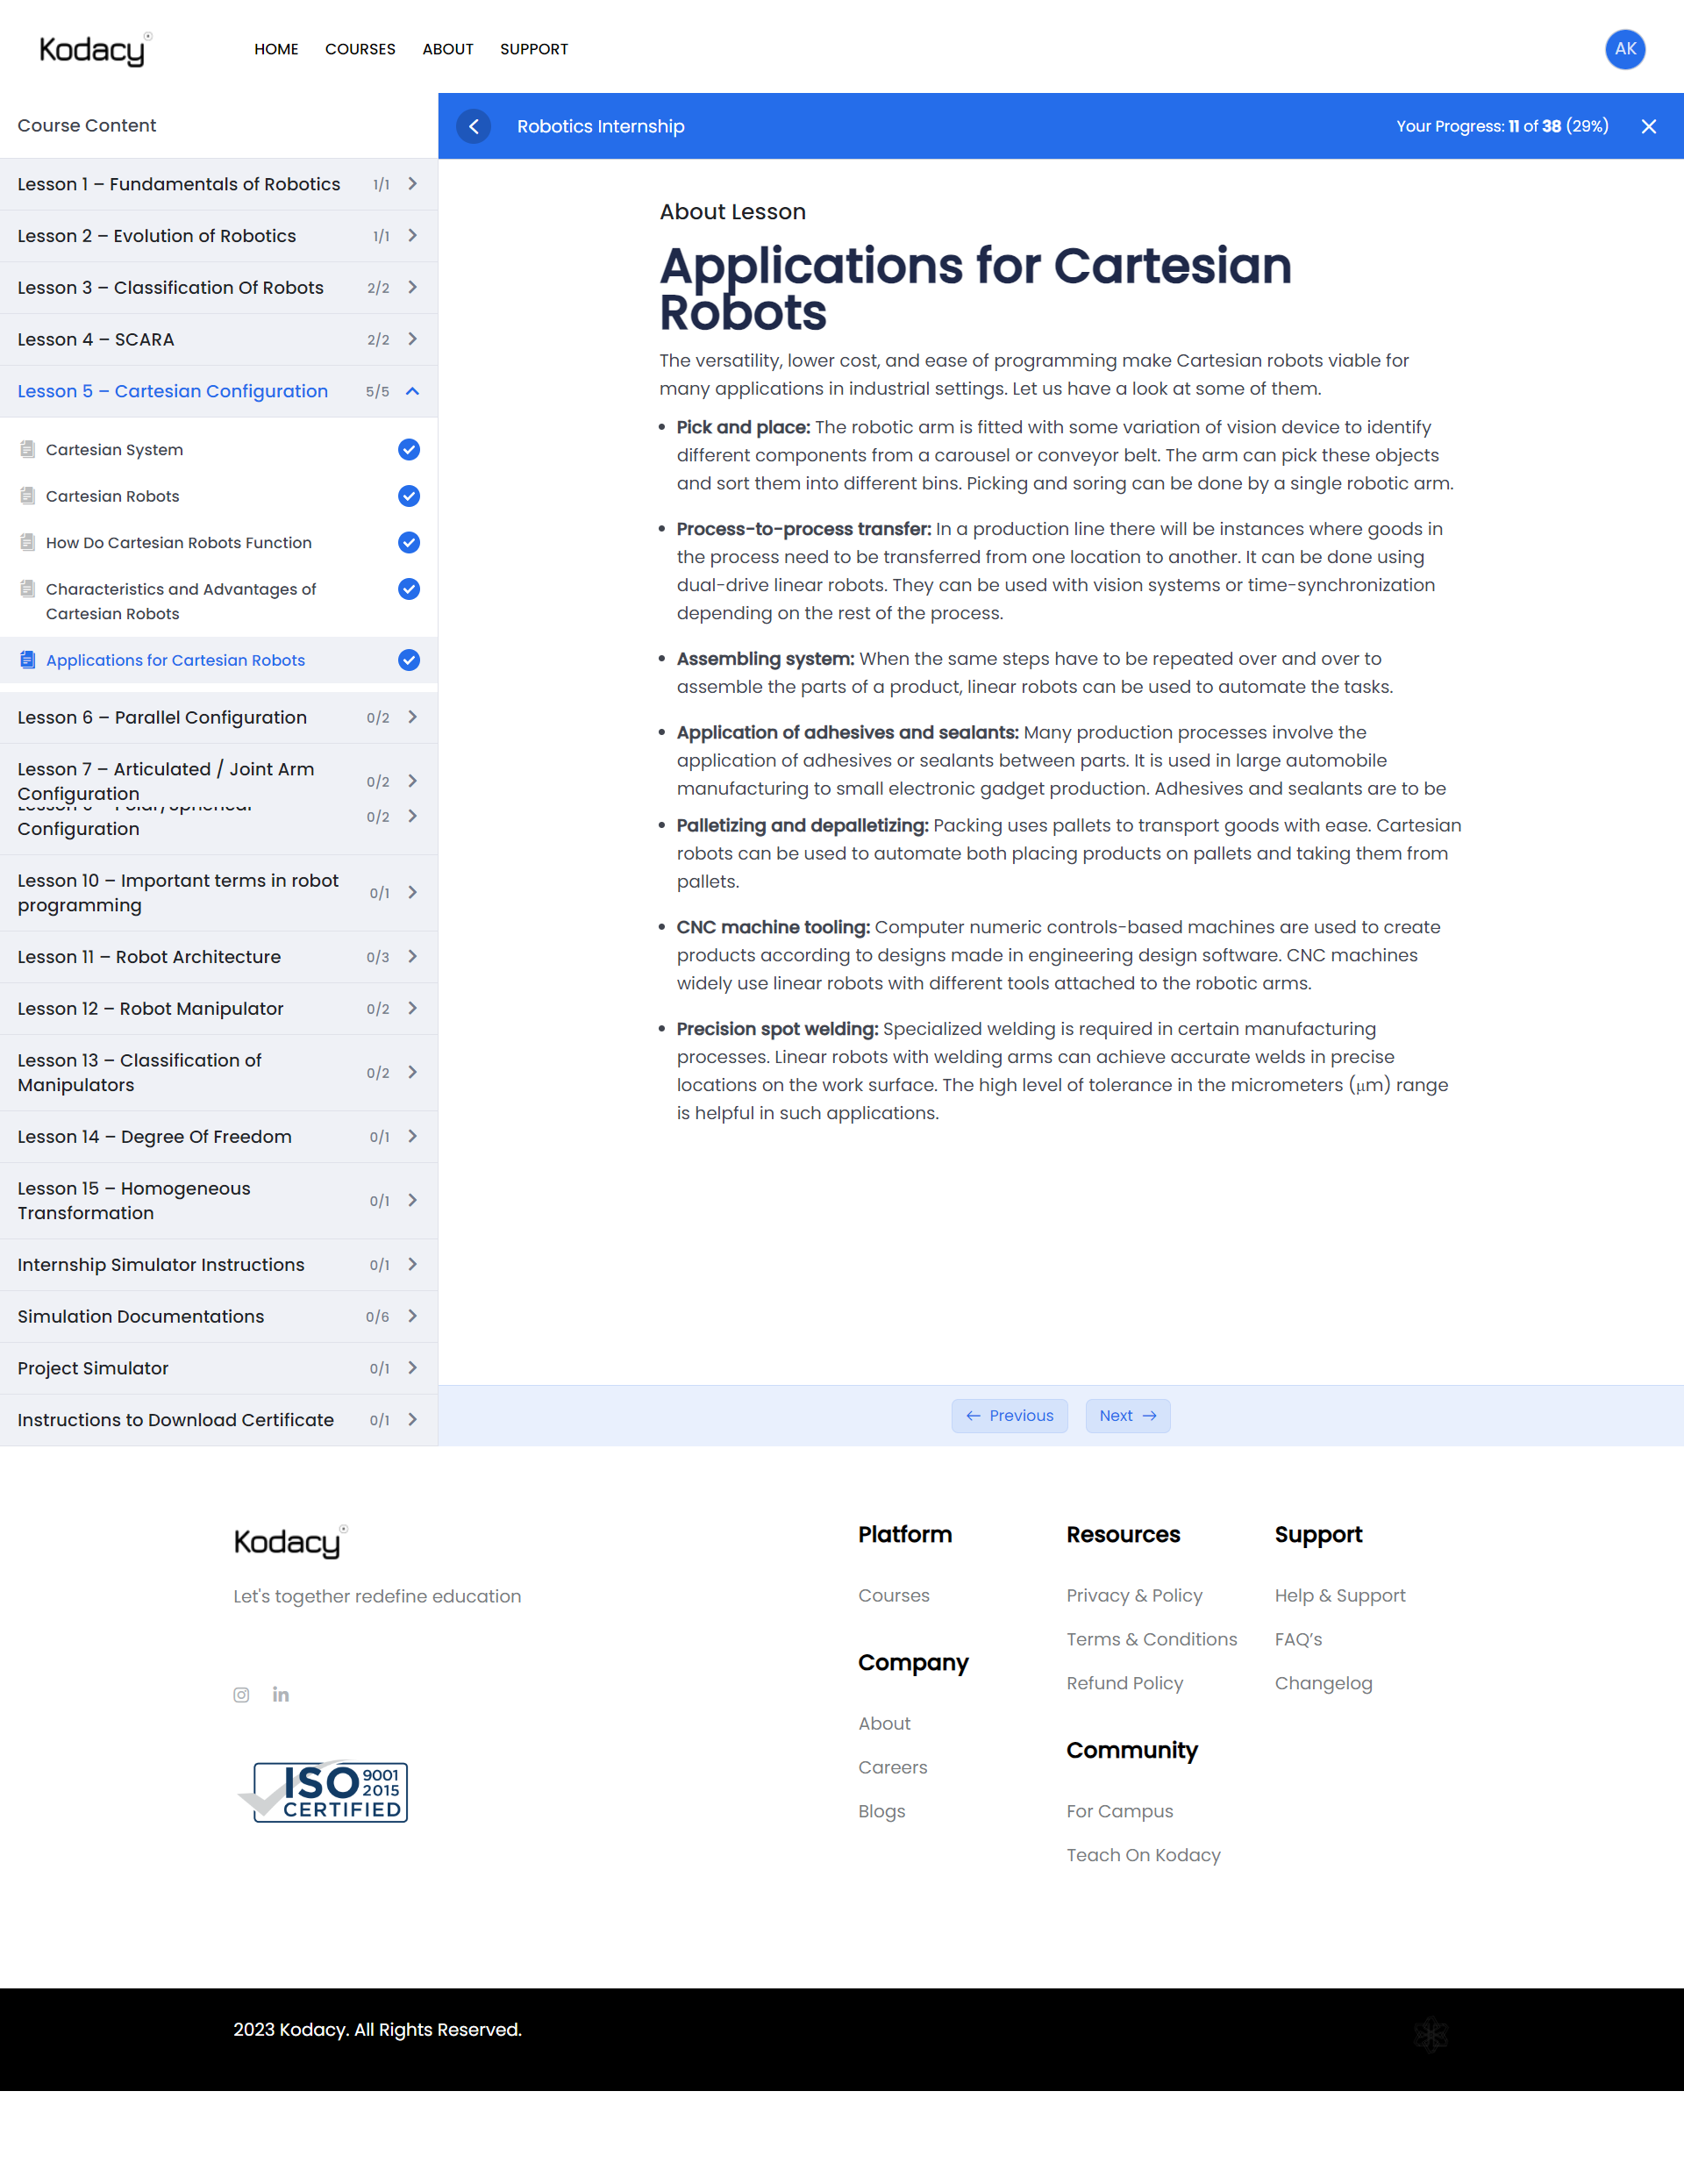 Kodacy
HOME COURSES ABOUT SUPPORT
AK
Course Content
Lesson 1 – Fundamentals of Robotics 1/1
Lesson 2 – Evolution of Robotics 1/1
Lesson 3 – Classification Of Robots 2/2
Lesson 4 – SCARA 2/2
Lesson 5 – Cartesian Configuration 5/5
Cartesian System
Cartesian Robots
How Do Cartesian Robots Function
Characteristics and Advantages of
Cartesian Robots
Applications for Cartesian Robots
Lesson 6 – Parallel Configuration 0/2
Lesson 7 – Articulated / Joint Arm
Configuration 0/2
Configuration 0/2
Lesson 10 – Important terms in robot
programming 0/1
Lesson 11 – Robot Architecture 0/3
Lesson 12 – Robot Manipulator 0/2
Lesson 13 – Classification of
Manipulators 0/2
Lesson 14 – Degree Of Freedom 0/1
Lesson 15 – Homogeneous
Transformation 0/1
Internship Simulator Instructions 0/1
Simulation Documentations 0/6
Project Simulator 0/1
Instructions to Download Certificate 0/1
Robotics Internship
Your Progress: 11 of 38 (29%)
About Lesson
Applications for Cartesian
Robots
The versatility, lower cost, and ease of programming make Cartesian robots viable for
many applications in industrial settings. Let us have a look at some of them.
• Pick and place: The robotic arm is fitted with some variation of vision device to identify
different components from a carousel or conveyor belt. The arm can pick these objects
and sort them into different bins. Picking and soring can be done by a single robotic arm.
• Process-to-process transfer: In a production line there will be instances where goods in
the process need to be transferred from one location to another. It can be done using
dual-drive linear robots. They can be used with vision systems or time-synchronization
depending on the rest of the process.
• Assembling system: When the same steps have to be repeated over and over to
assemble the parts of a product, linear robots can be used to automate the tasks.
• Application of adhesives and sealants: Many production processes involve the
application of adhesives or sealants between parts. It is used in large automobile
manufacturing to small electronic gadget production. Adhesives and sealants are to be
• Palletizing and depalletizing: Packing uses pallets to transport goods with ease. Cartesian
robots can be used to automate both placing products on pallets and taking them from
pallets.
• CNC machine tooling: Computer numeric controls-based machines are used to create
products according to designs made in engineering design software. CNC machines
widely use linear robots with different tools attached to the robotic arms.
• Precision spot welding: Specialized welding is required in certain manufacturing
processes. Linear robots with welding arms can achieve accurate welds in precise
locations on the work surface. The high level of tolerance in the micrometers (μm) range
is helpful in such applications.
← Previous
Next →
Kodacy
Let's together redefine education
ISO 9001
2015
CERTIFIED
Platform
Courses
Company
About
Careers
Blogs
Resources
Privacy & Policy
Terms & Conditions
Refund Policy
Community
For Campus
Teach On Kodacy
Support
Help & Support
FAQ’s
Changelog
2023 Kodacy. All Rights Reserved.